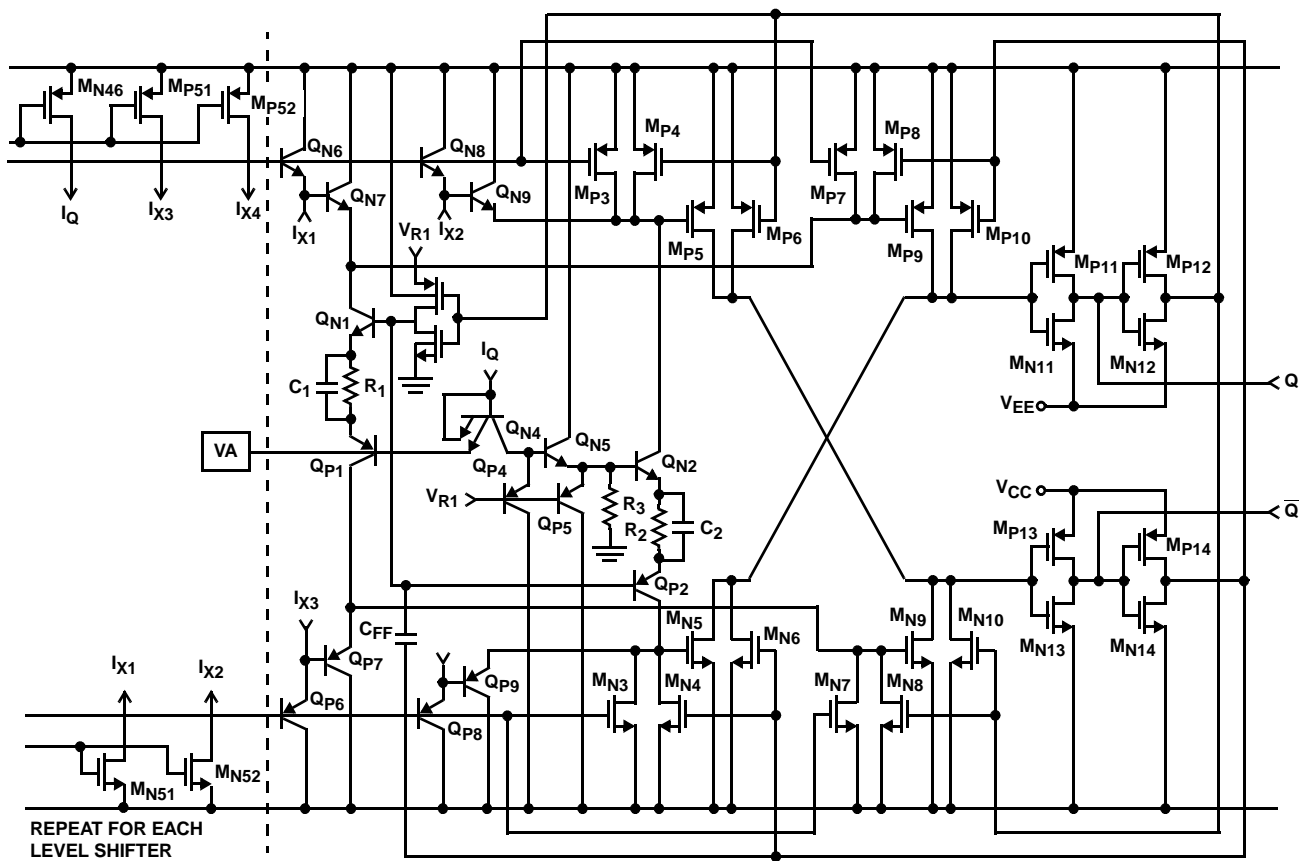 MN46
MP51
MP52
IQ
IX3
IX4
QN6
QN7
IX1
QN8
QN9
IX2
VR1
MP3
MP4
MP5
MP6
MP7
MP8
MP9
MP10
MP11
MP12
MN11
MN12
Q
VEE
QN1
C1
R1
IQ
QN4
QN5
QN2
VA
QP1
QP4
VR1
QP5
R3
R2
C2
QP2
VCC
Q
MP13
MP14
MN13
MN14
IX3
CFF
QP7
QP6
QP9
QP8
MN5
MN6
MN3
MN4
MN9
MN10
MN7
MN8
IX1
IX2
MN51
MN52
REPEAT FOR EACH
LEVEL SHIFTER